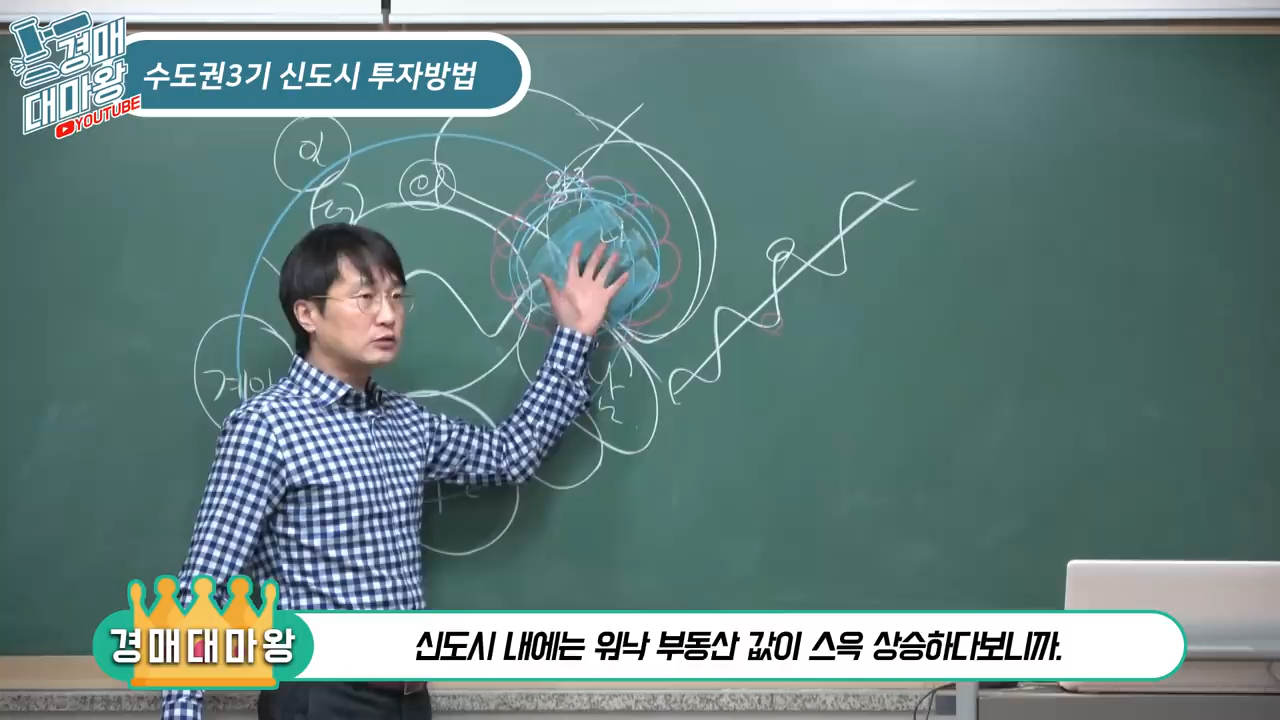 경매
대마왕
YOUTUBE
수도권3기 신도시 투자방법
경매대마왕
신도시 내에는 워낙 부동산 값이 스윽 상승하다보니까.